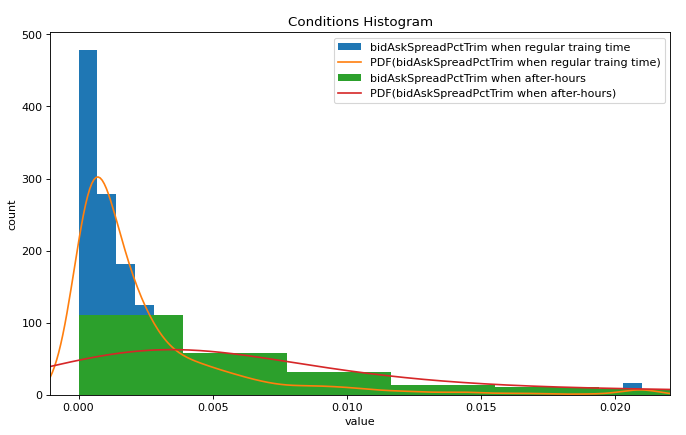 Conditions Histogram
bidAskSpreadPctTrim when regular traing time
PDF(bidAskSpreadPctTrim when regular traing time)
bidAskSpreadPctTrim when after-hours
PDF(bidAskSpreadPctTrim when after-hours)
count
500
400
300
200
100
0
0.000 0.005 0.010 0.015 0.020
value